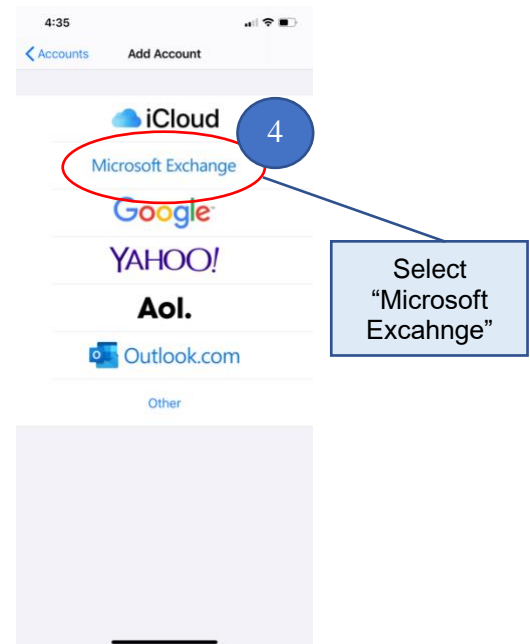 4:35
Accounts
Add Account
iCloud
4
Microsoft Exchange
Google
YAHOO!
Aol.
Outlook.com
Other
Select
“Microsoft
Excahnge”